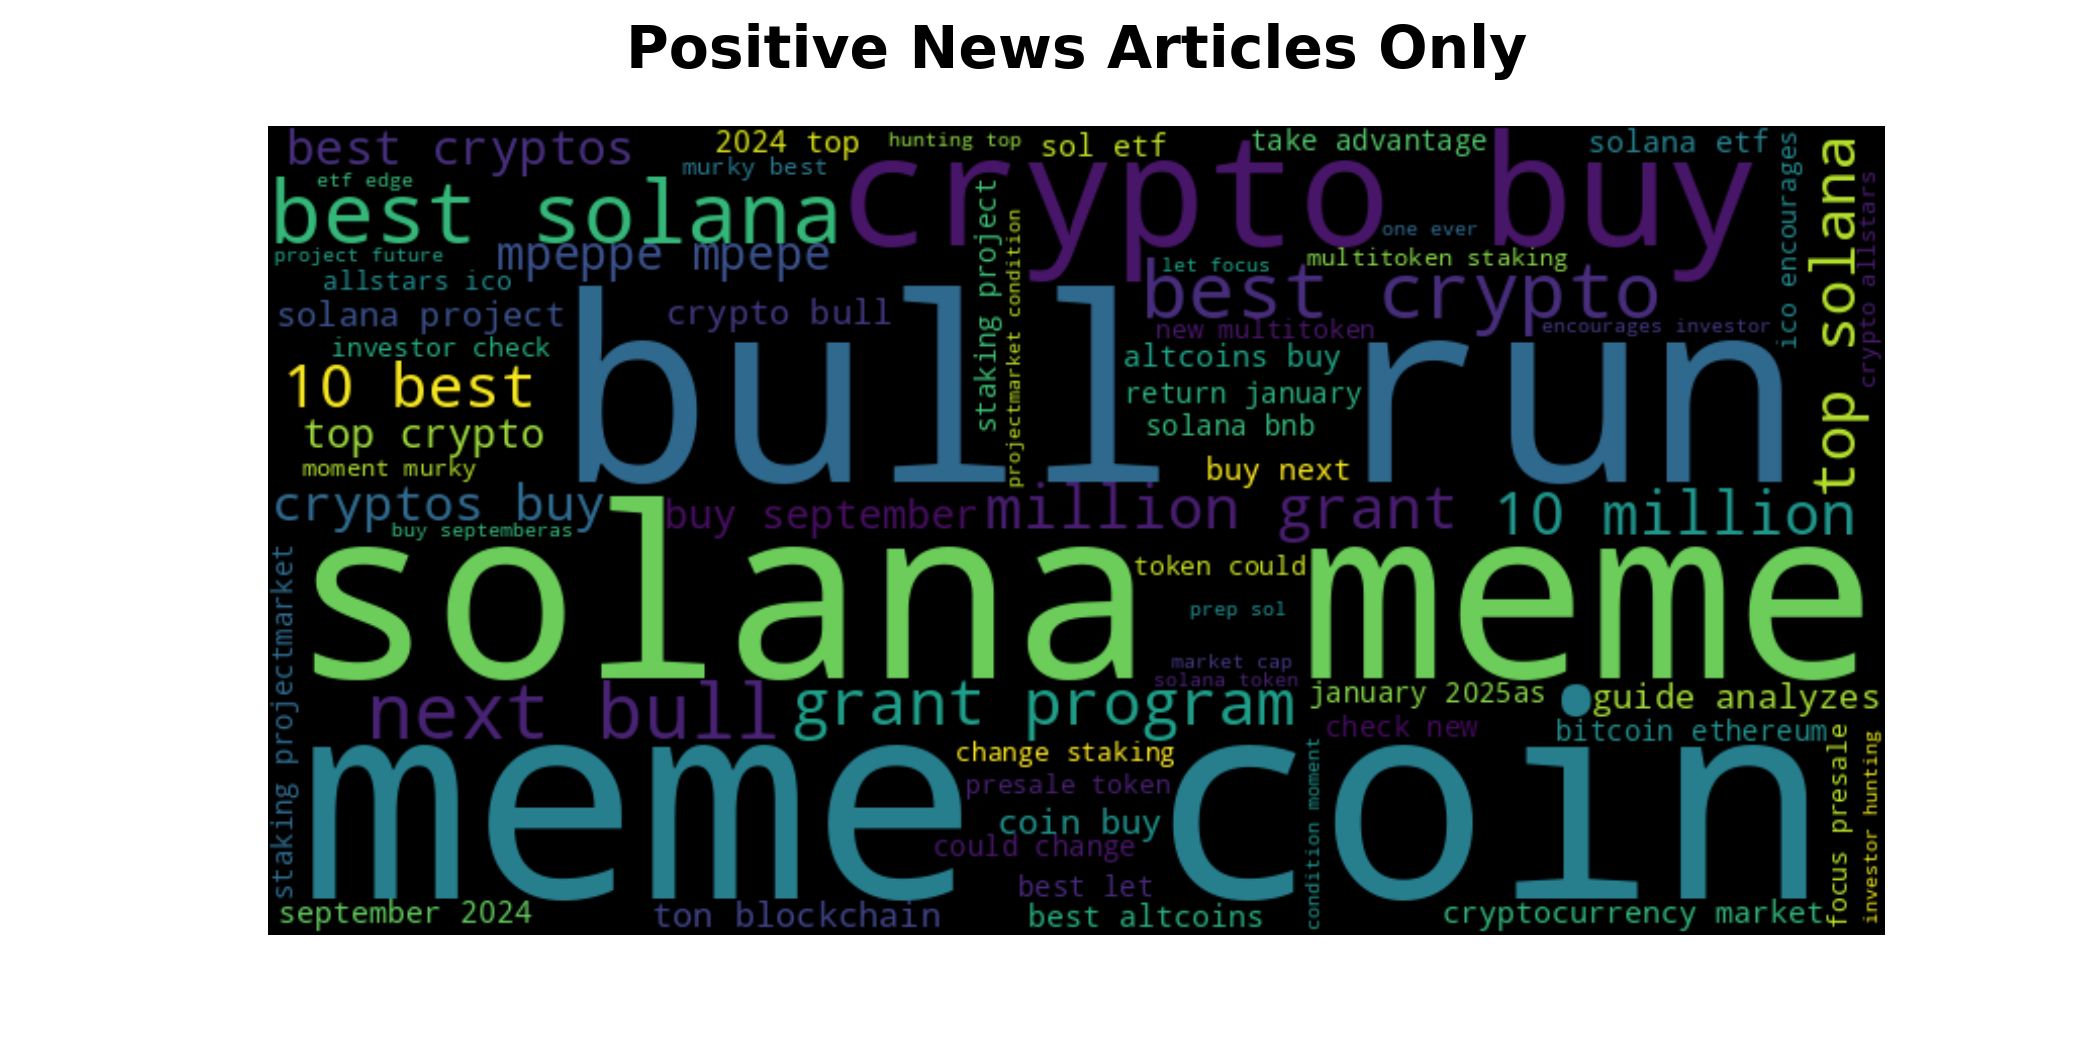 Positive News Articles Only
best cryptos
2024 top
hunting top
sol etf
take advantage
solana etf
murky best
etf edge
best solana
crypto buy
one ever
project future
mpeppe mpepe
let focus
multitoken staking
allstars ico
best crypto
solana project
crypto bull
new multitoken
encourages investor
investor check
altcoins buy
10 best
return january
top crypto
solana bnb
moment murky
buy next
bull run
staking project
projectmarket condition
ico encourages
top solana
crypto allstars
cryptos buy
buy september
million grant
10 million
buy septemberas
token could
solana meme
prep sol
market cap
solana token
next bull
grant program
january 2025as
guide analyzes
check new
bitcoin ethereum
change staking
presale token
meme coin
coin buy
could change
best let
staking projectmarket
condition moment
focus presale
investor hunting
september 2024
ton blockchain
best altcoins
cryptocurrency market